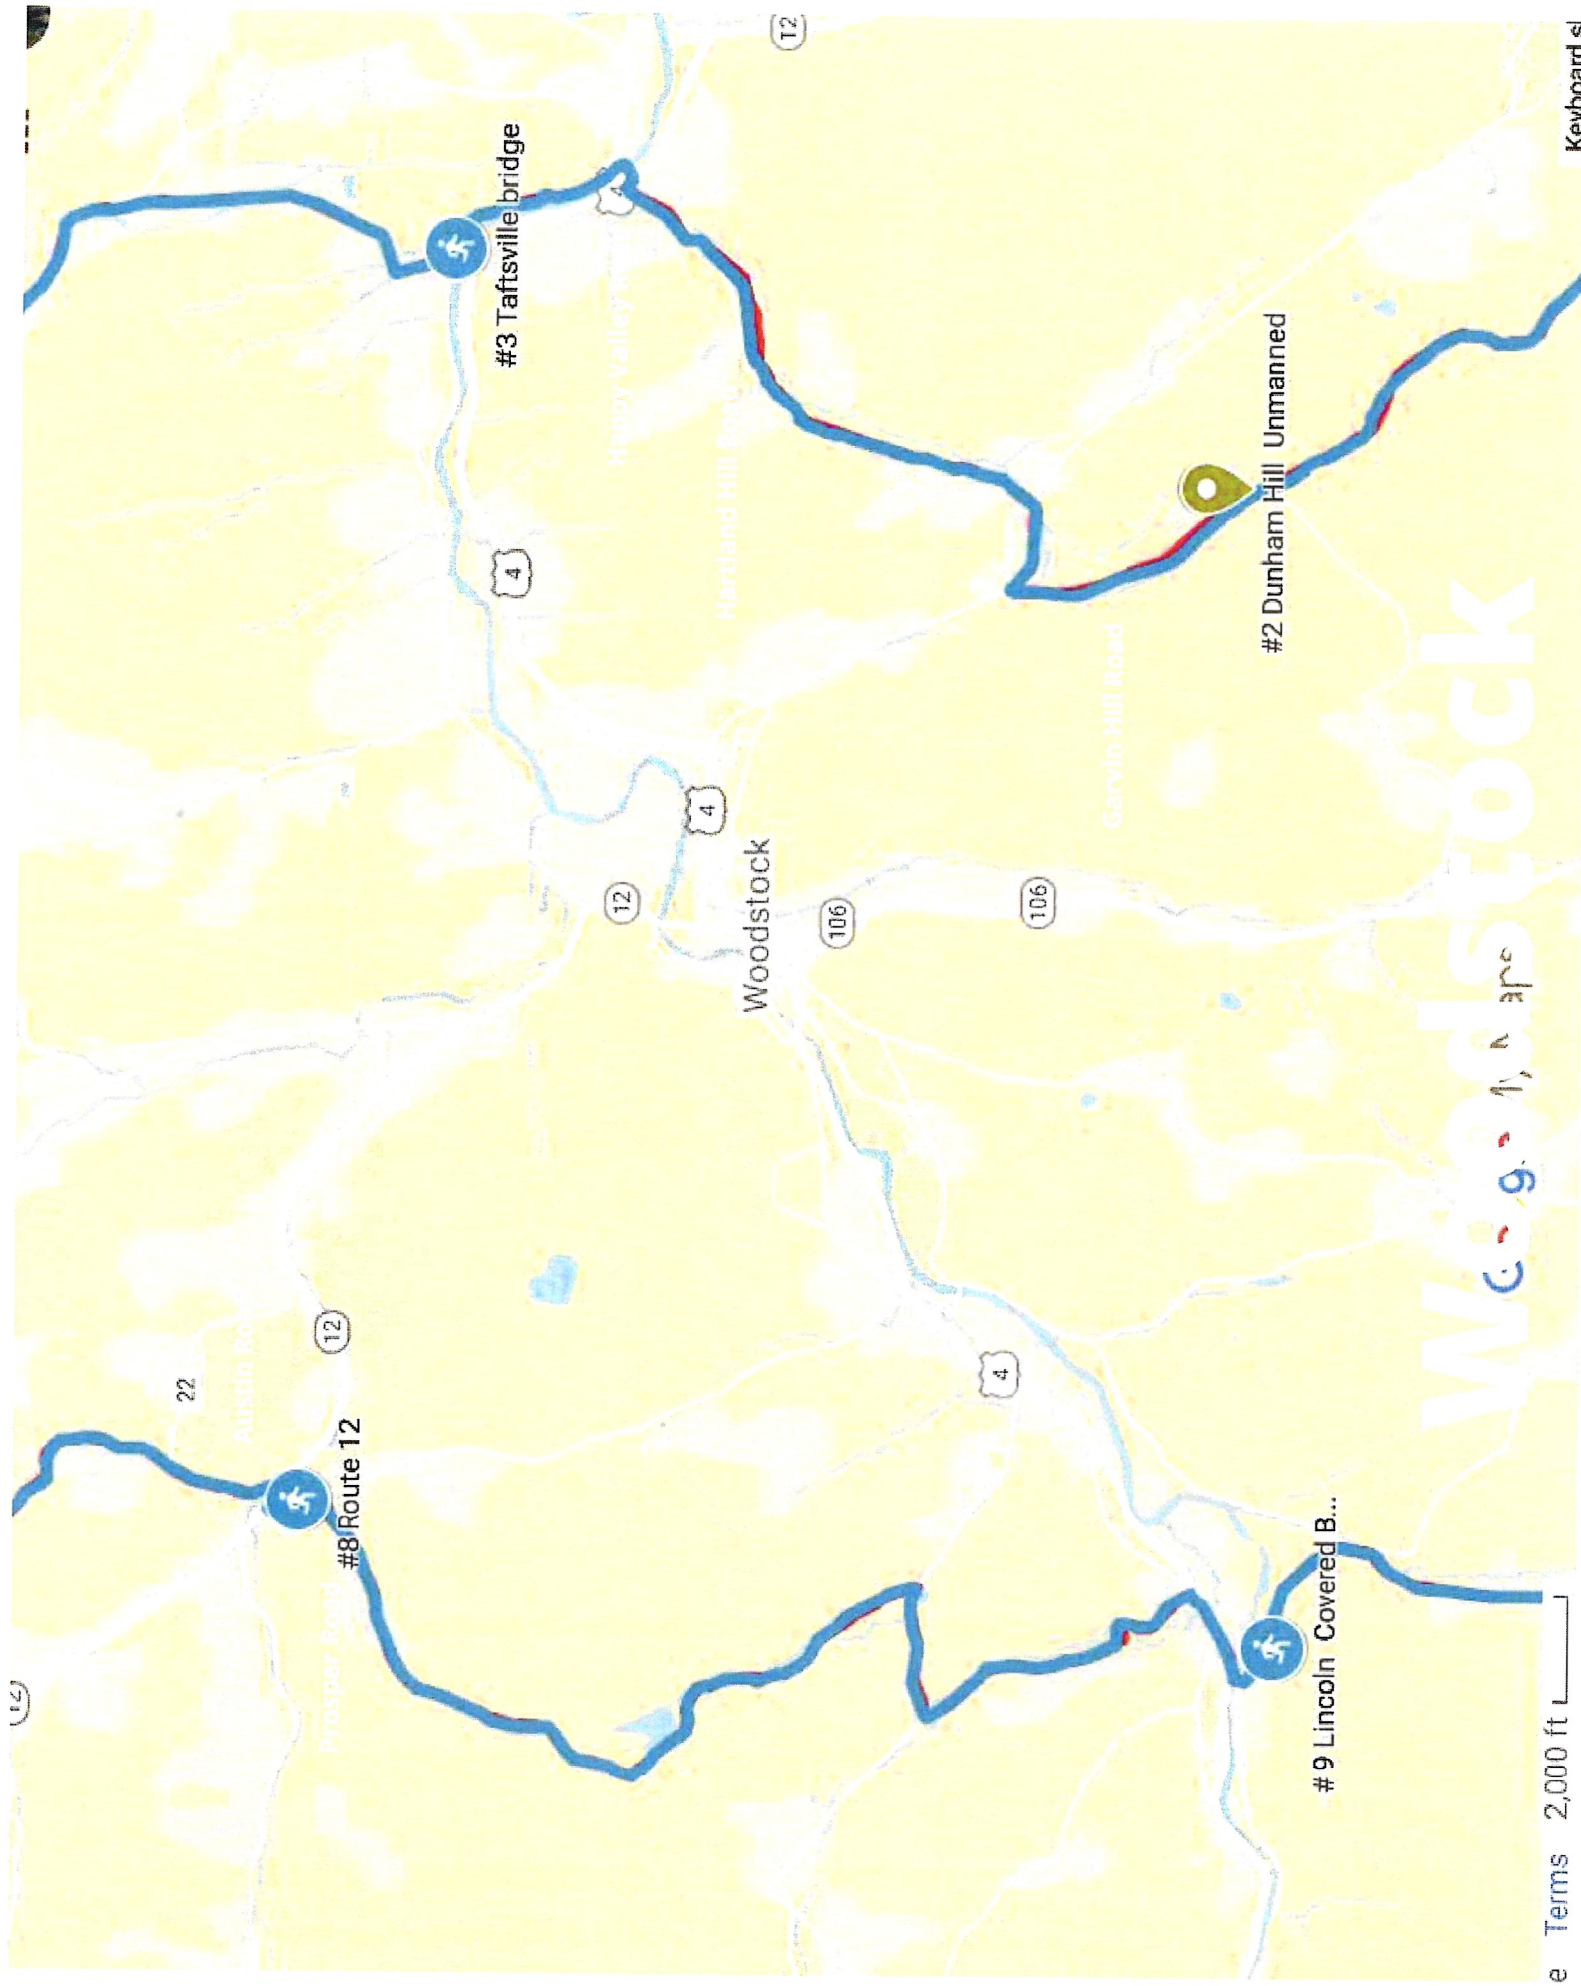 12
12
#3 Taftsville bridge
4
4
Happy Valley
Hartland Hill
22
Austin
12
#8 Route 12
Prosper Road
12
4
Woodstock
106
106
Garvin Hill Road
#2 Dunham Hill Unmanned
4
# 9 Lincoln Covered B...
Woodstock
Terms 2,000 ft